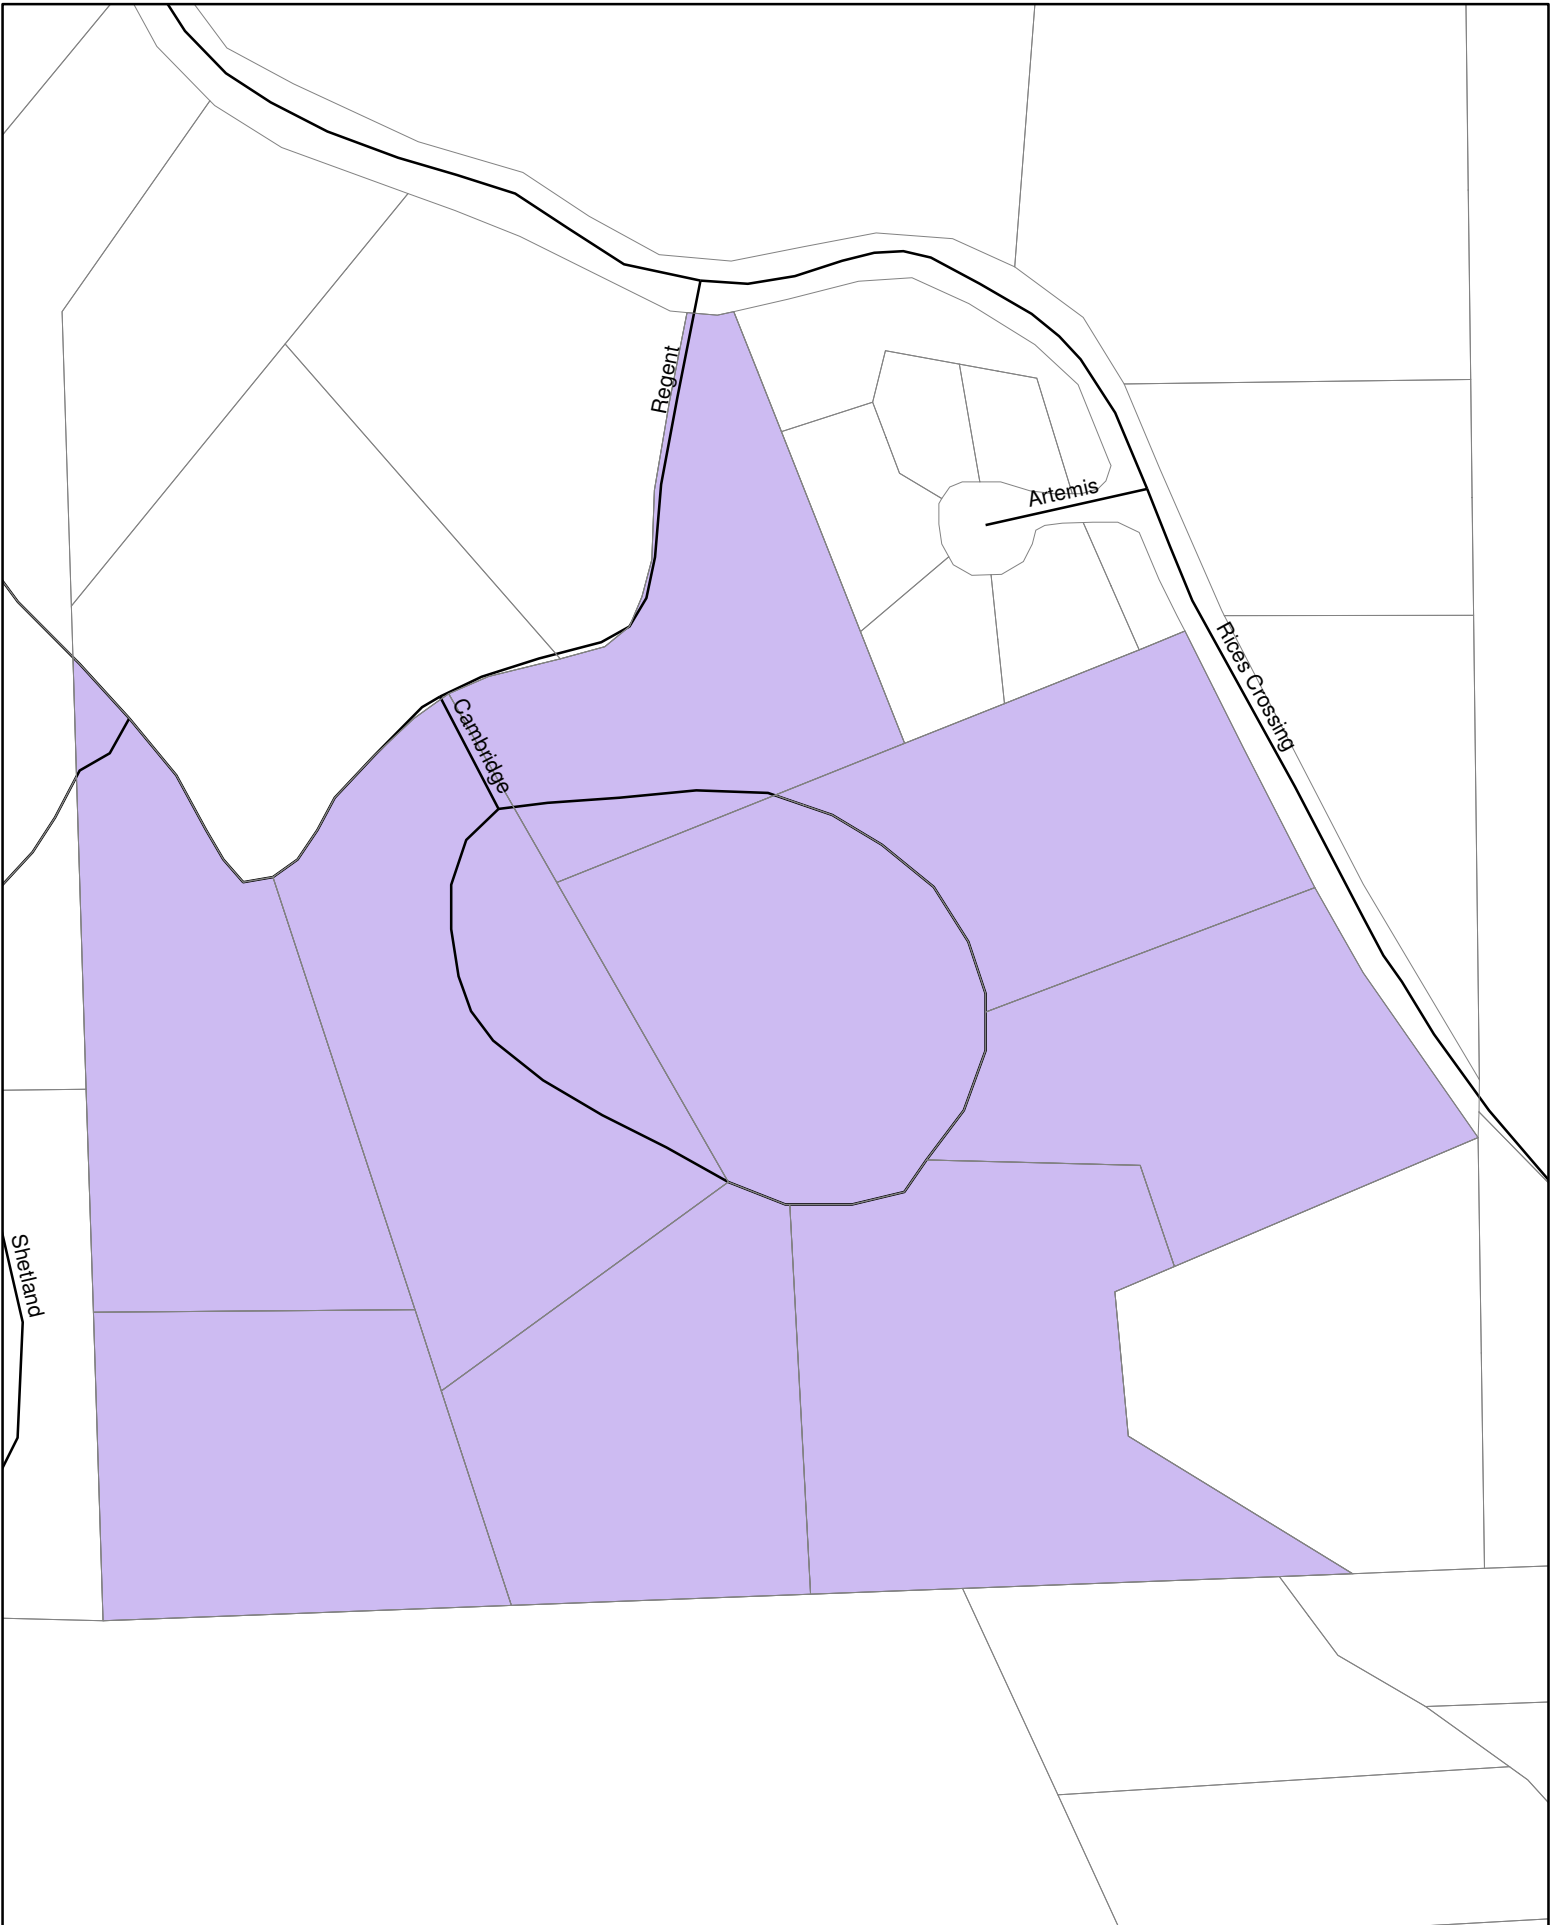 Regent
Artemis
Rices Crossing
Cambridge
Shetland